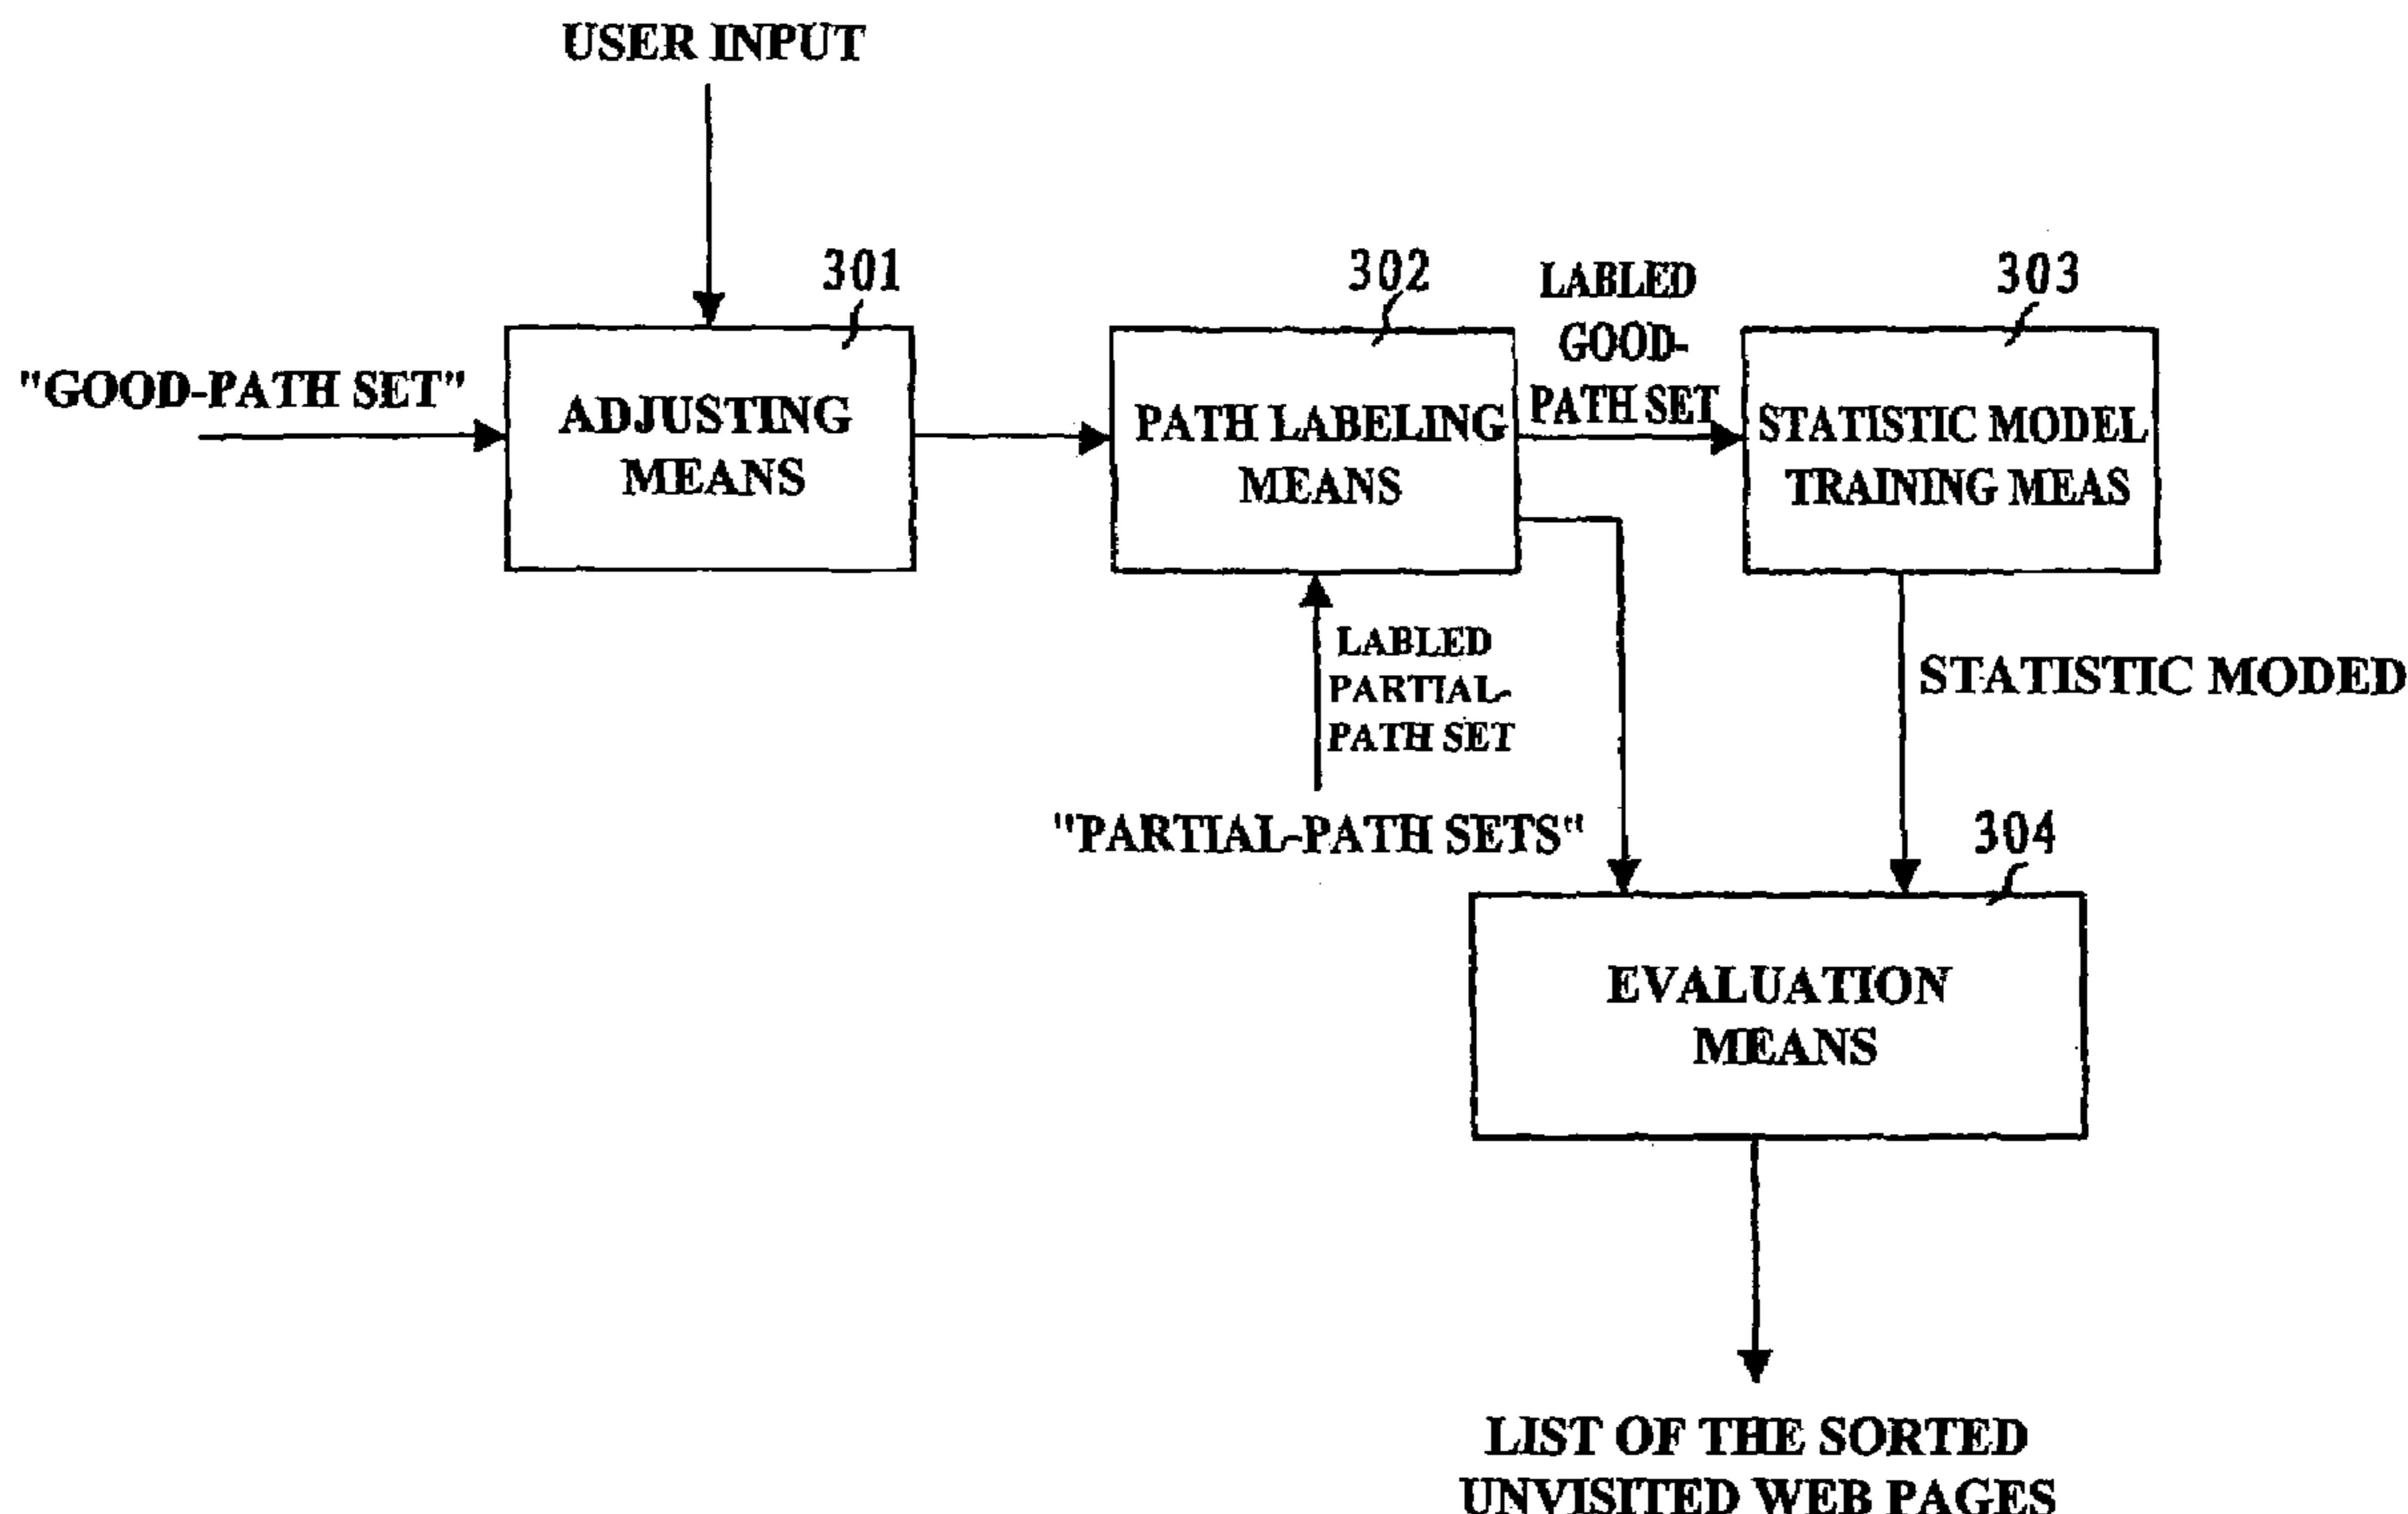 USER INPUT
301
302
LABLED
GOOD-
PATH SET
303
"GOOD-PATH SET"
ADJUSTING
MEANS
PATH LABELING
MEANS
STATISTIC MODEL
TRAINING MEAS
LABLED
PARTIAL-
PATH SET
STATISTIC MODED
"PARTIAL-PATH SETS"
304
EVALUATION
MEANS
LIST OF THE SORTED
UNVISITED WEB PAGES